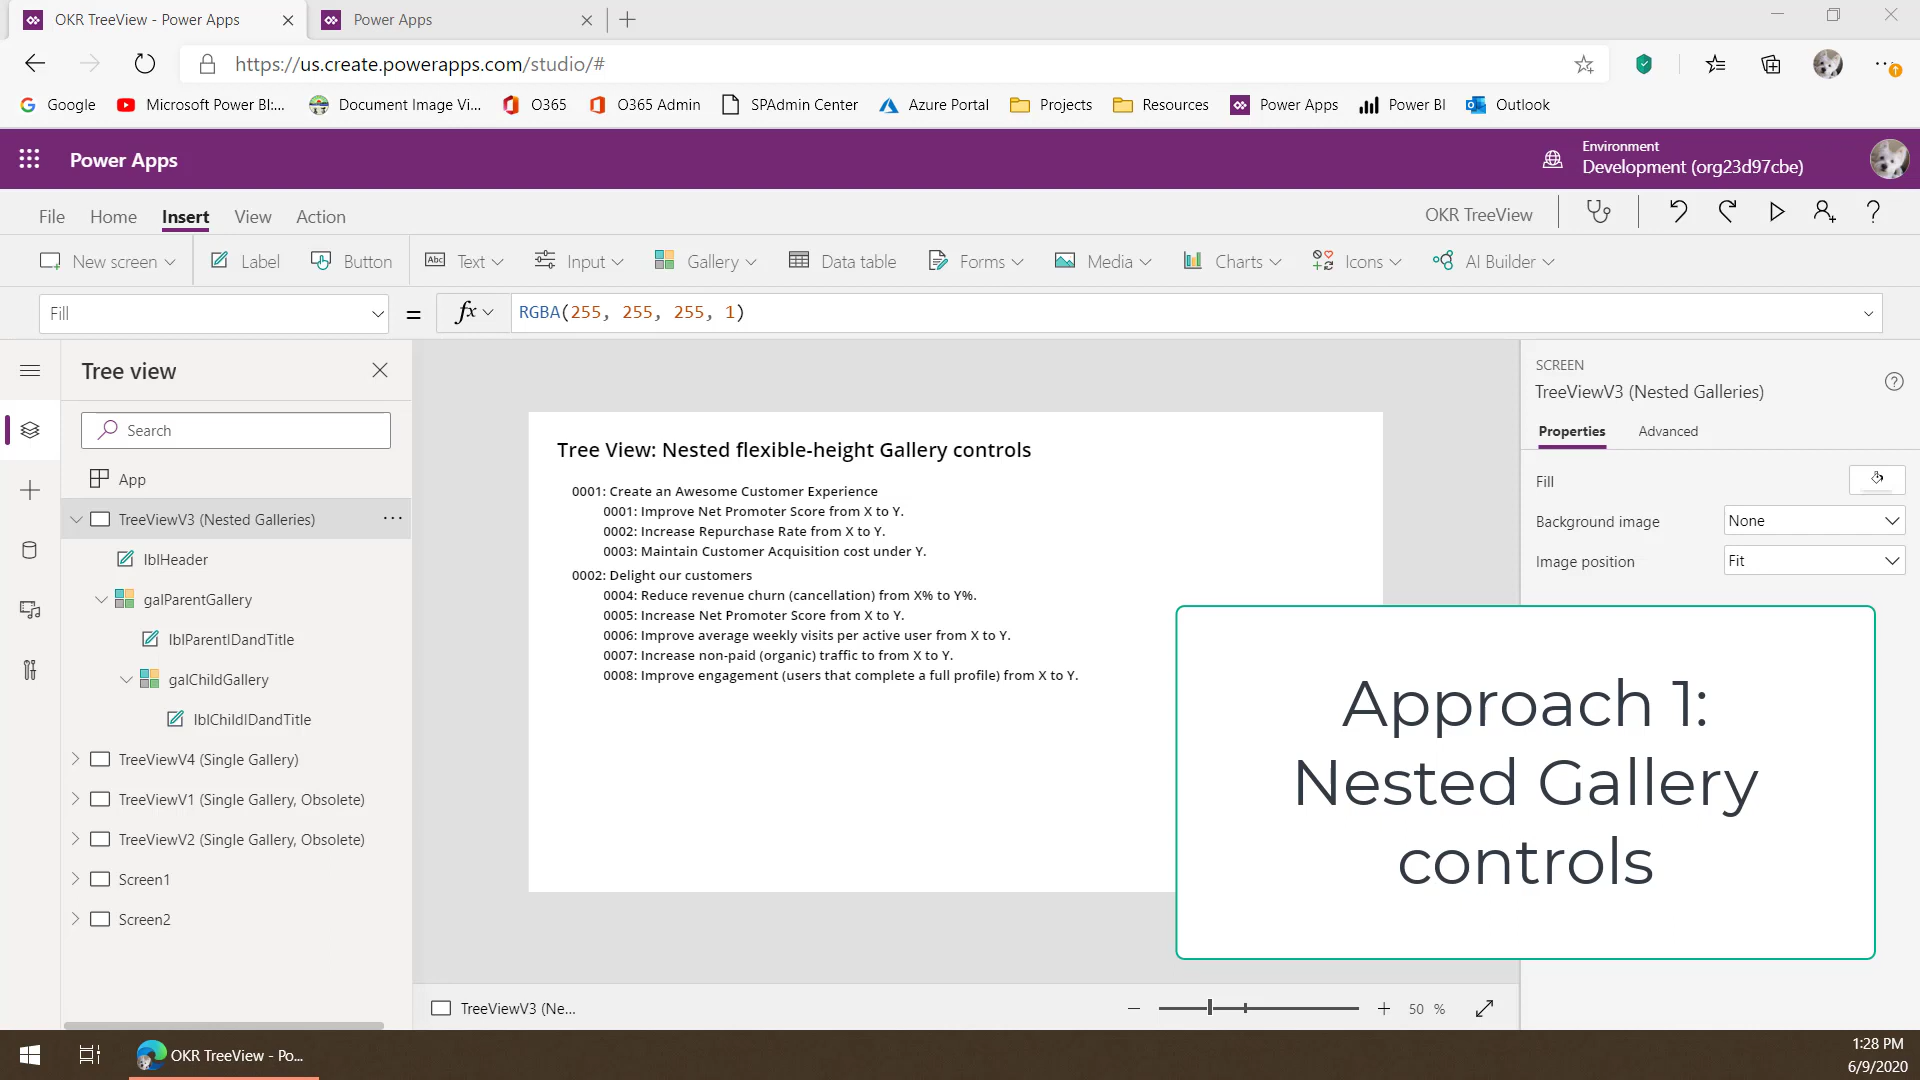 OKR TreeView - Power Apps
Power Apps
https://us.create.powerapps.com/studio/#
Google
Microsoft Power BI:...
Document Image Vi...
O365
O365 Admin
SPAdmin Center
Azure Portal
Projects
Resources
Power Apps
Power BI
Outlook
Power Apps
Environment
Development (org23d97cbe)
File
Home
Insert
View
Action
OKR TreeView
New screen
Label
Button
Abc
Text
Input
Gallery
Data table
Forms
Media
Charts
Icons
AI Builder
Fill
=
fx
RGBA(255, 255, 255, 1)
Tree view
Search
App
TreeViewV3 (Nested Galleries)
lblHeader
galParentGallery
lblParentIDandTitle
galChildGallery
lblChildIDandTitle
TreeViewV4 (Single Gallery)
TreeViewV1 (Single Gallery, Obsolete)
TreeViewV2 (Single Gallery, Obsolete)
Screen1
Screen2
Tree View: Nested flexible-height Gallery controls
0001: Create an Awesome Customer Experience
0001: Improve Net Promoter Score from X to Y.
0002: Increase Repurchase Rate from X to Y.
0003: Maintain Customer Acquisition cost under Y.
0002: Delight our customers
0004: Reduce revenue churn (cancellation) from X% to Y%.
0005: Increase Net Promoter Score from X to Y.
0006: Improve average weekly visits per active user from X to Y.
0007: Increase non-paid (organic) traffic to from X to Y.
0008: Improve engagement (users that complete a full profile) from X to Y.
SCREEN
TreeViewV3 (Nested Galleries)
Properties
Advanced
Fill
Background image
None
Image position
Fit
Approach 1:
Nested Gallery
controls
TreeViewV3 (Ne...
50 %
OKR TreeView - Po...
1:28 PM
6/9/2020